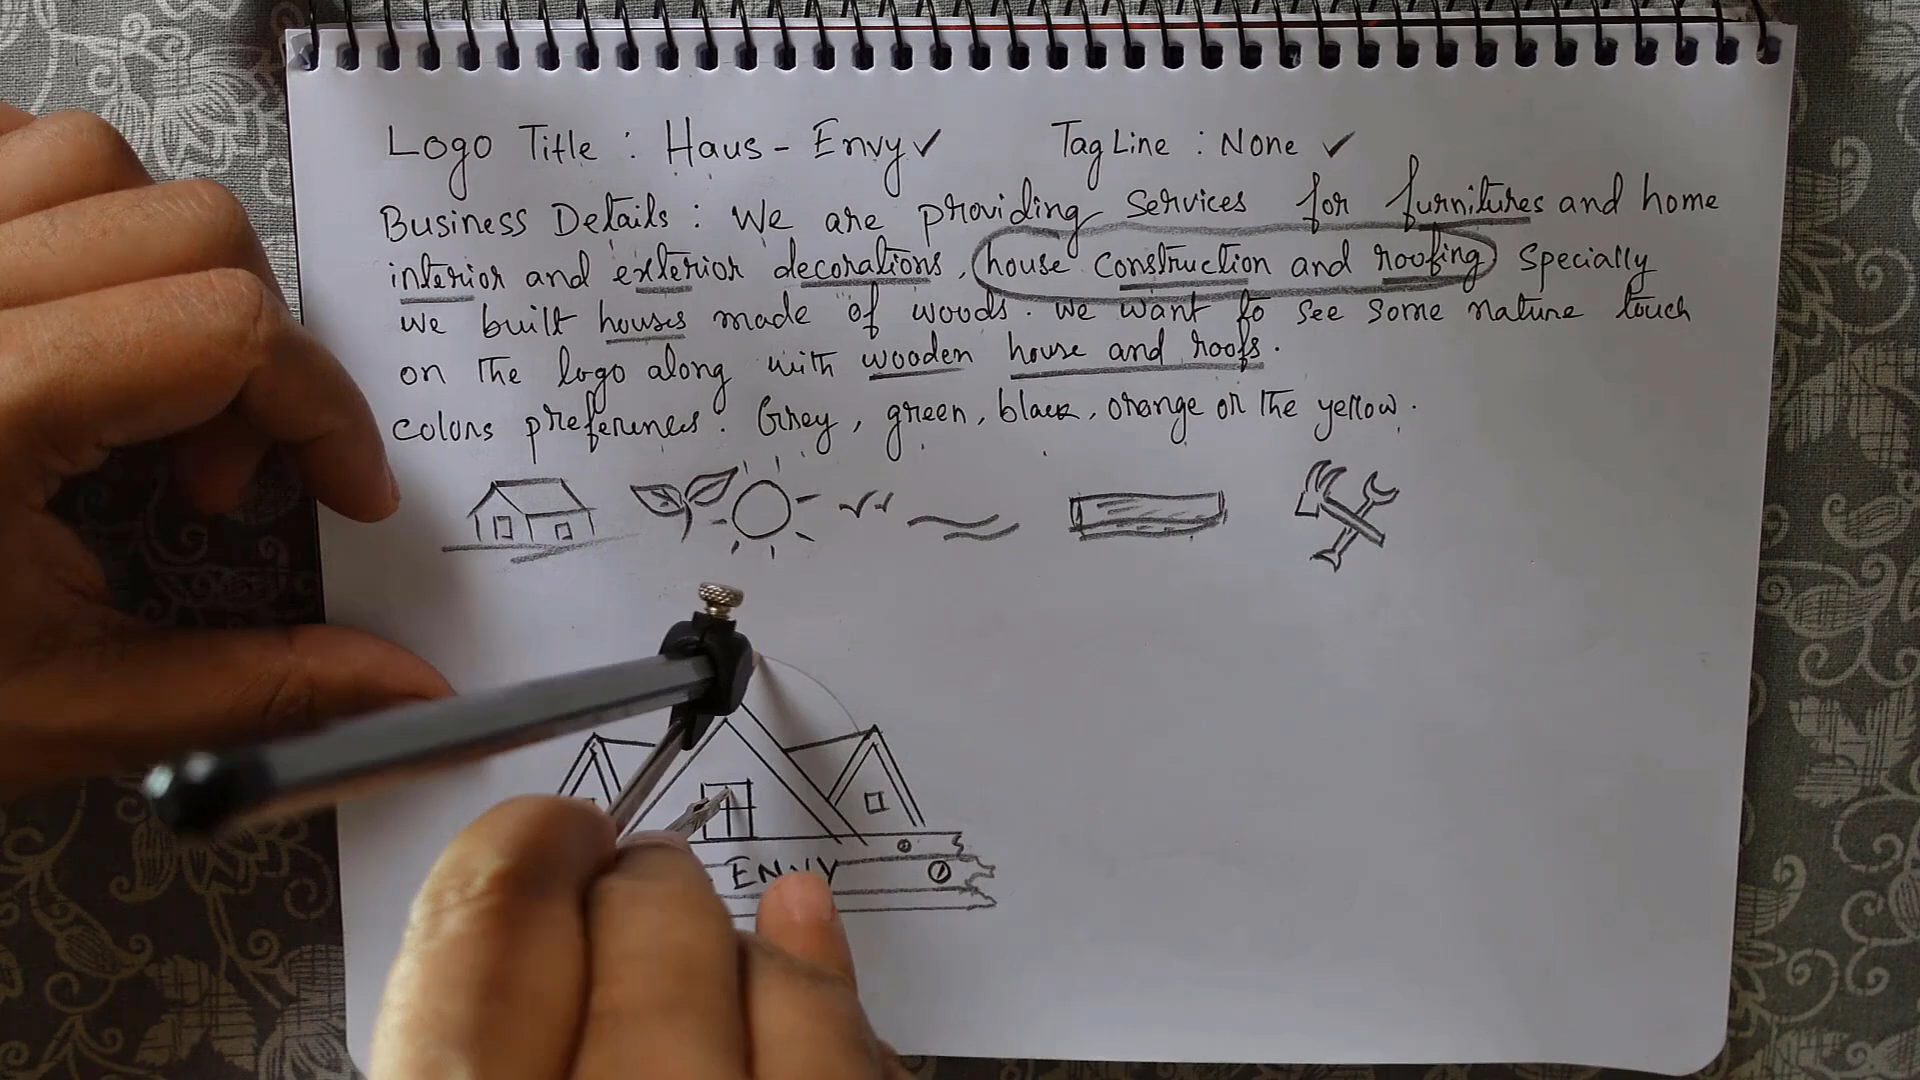 Logo Title : Haus - Envy ✓ Tag Line : None ✓
Business Details : We are providing services for furnitures and home
interior and exterior decorations, house construction and roofing specially
we built houses made of woods. we want to see some nature touch
on the logo along with wooden house and roofs.
colors preferences : Grey, green, black, orange or the yellow.
ENVY